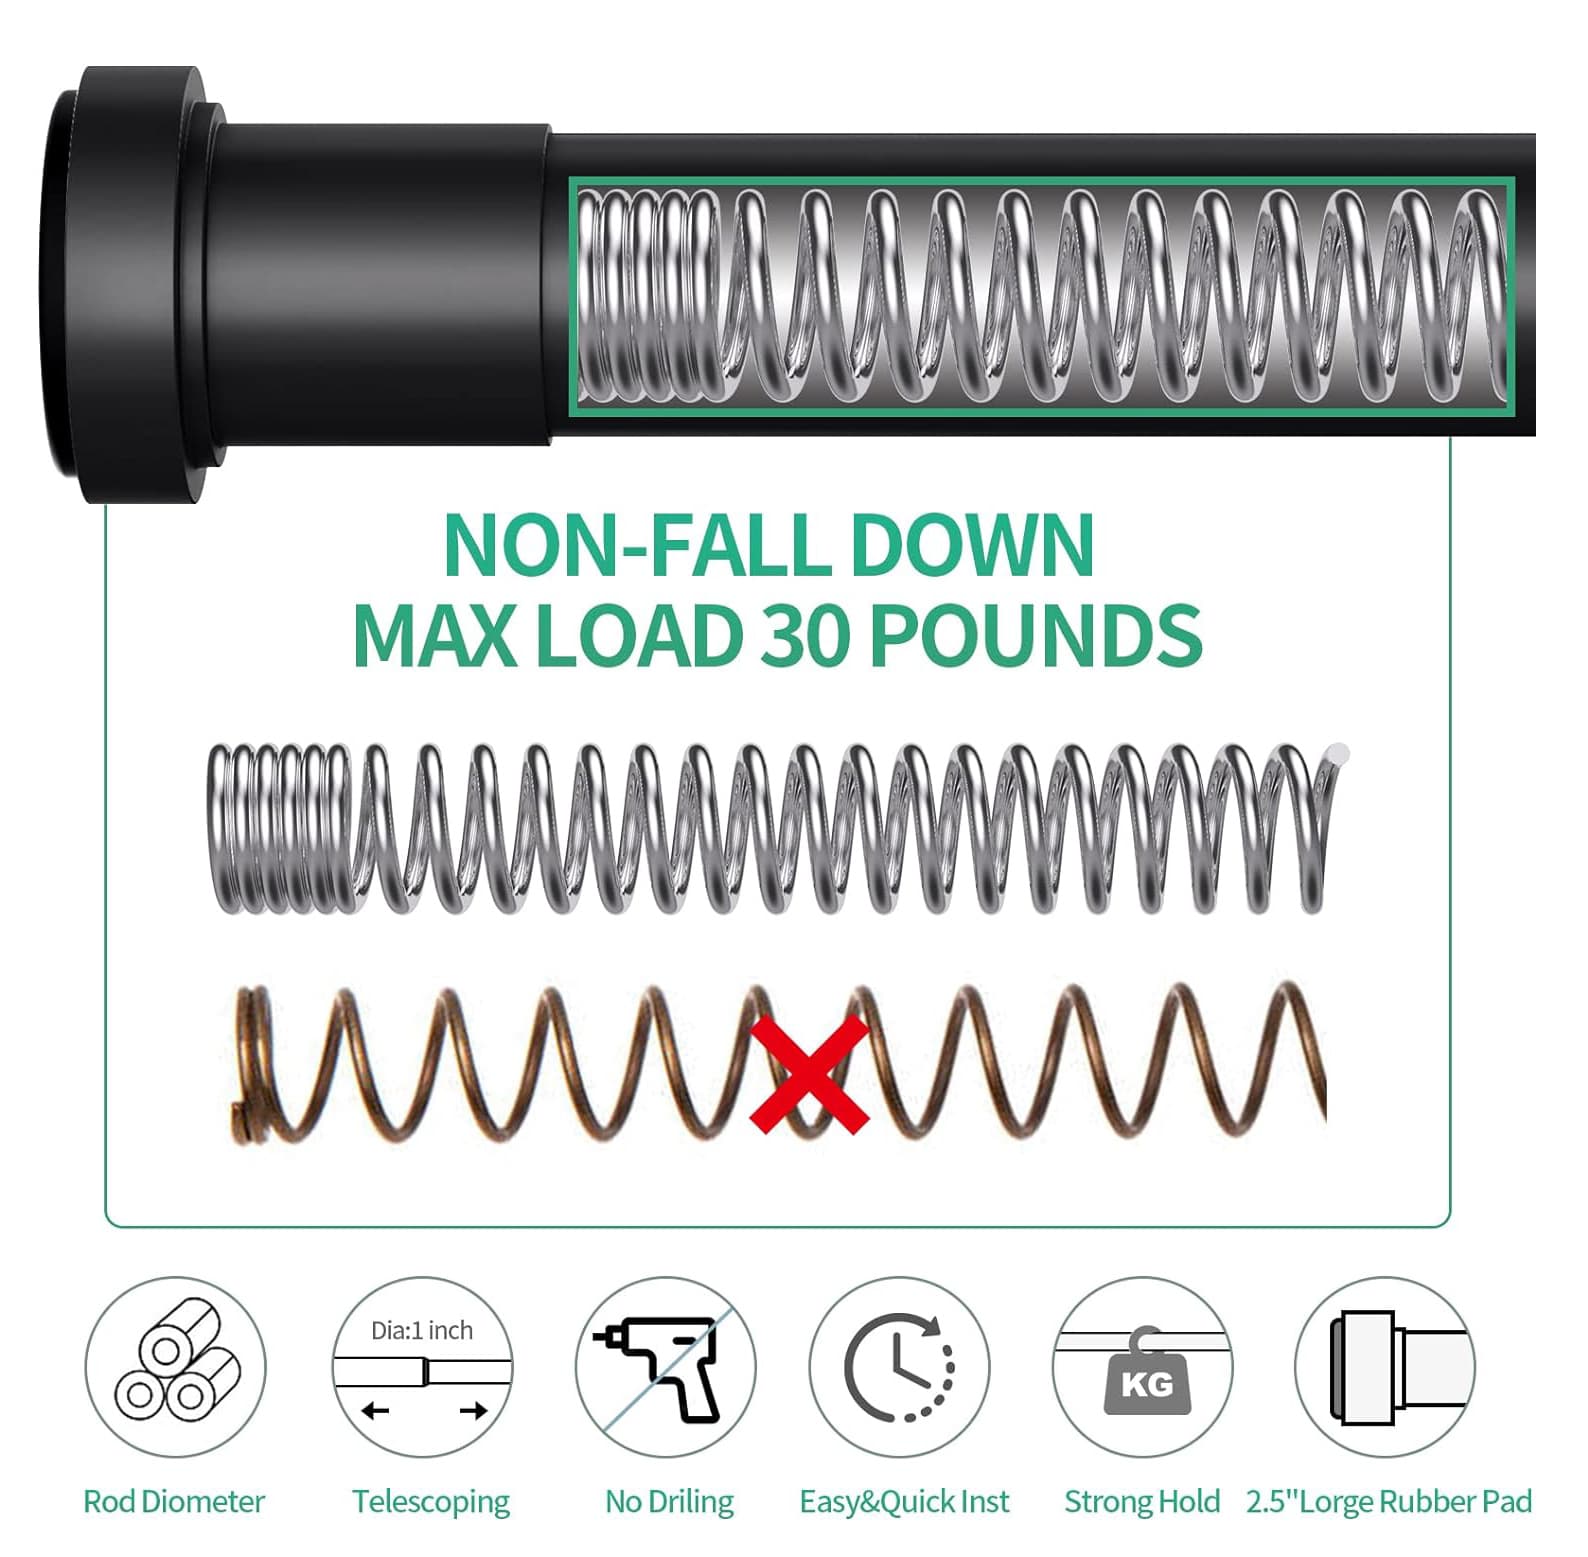 NON-FALL DOWN
MAX LOAD 30 POUNDS
Dia:1 inch
KG
Rod Diometer
Telescoping
No Driling
Easy&Quick Inst
Strong Hold
2.5"Lorge Rubber Pad